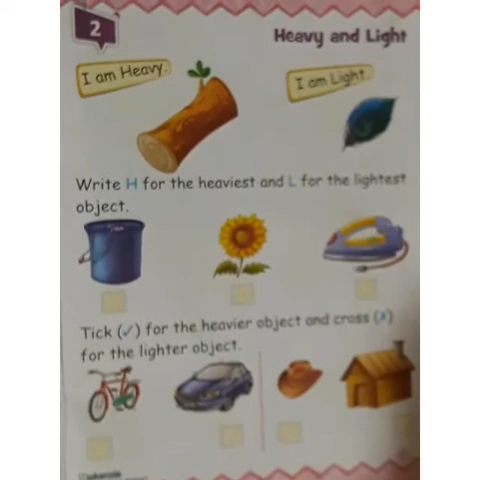 2
Heavy and Light
I am Heavy.
I am Light.
Write H for the heaviest and L for the lightest
object.
Tick (✓) for the heavier object and cross (✗)
for the lighter object.